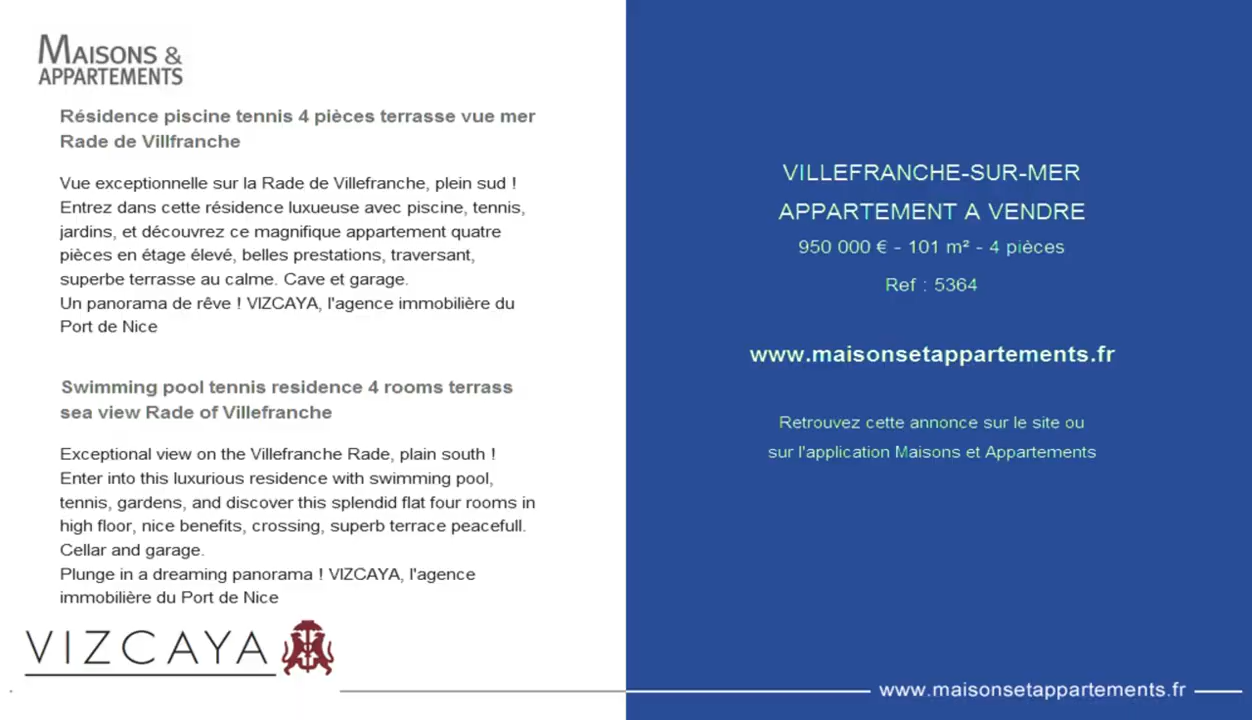 MAISONS &
APPARTEMENTS
Résidence piscine tennis 4 pièces terrasse vue mer
Rade de Villfranche
Vue exceptionnelle sur la Rade de Villefranche, plein sud !
Entrez dans cette résidence luxueuse avec piscine, tennis,
jardins, et découvrez ce magnifique appartement quatre
pièces en étage élevé, belles prestations, traversant,
superbe terrasse au calme. Cave et garage.
Un panorama de rêve ! VIZCAYA, l'agence immobilière du
Port de Nice
Swimming pool tennis residence 4 rooms terrass
sea view Rade of Villefranche
Exceptional view on the Villefranche Rade, plain south !
Enter into this luxurious residence with swimming pool,
tennis, gardens, and discover this splendid flat four rooms in
high floor, nice benefits, crossing, superb terrace peacefull.
Cellar and garage.
Plunge in a dreaming panorama ! VIZCAYA, l'agence
immobilière du Port de Nice
VIZCAYA
VILLEFRANCHE-SUR-MER
APPARTEMENT A VENDRE
950 000 € - 101 m² - 4 pièces
Ref : 5364
www.maisonsetappartements.fr
Retrouvez cette annonce sur le site ou
sur l'application Maisons et Appartements
www.maisonsetappartements.fr